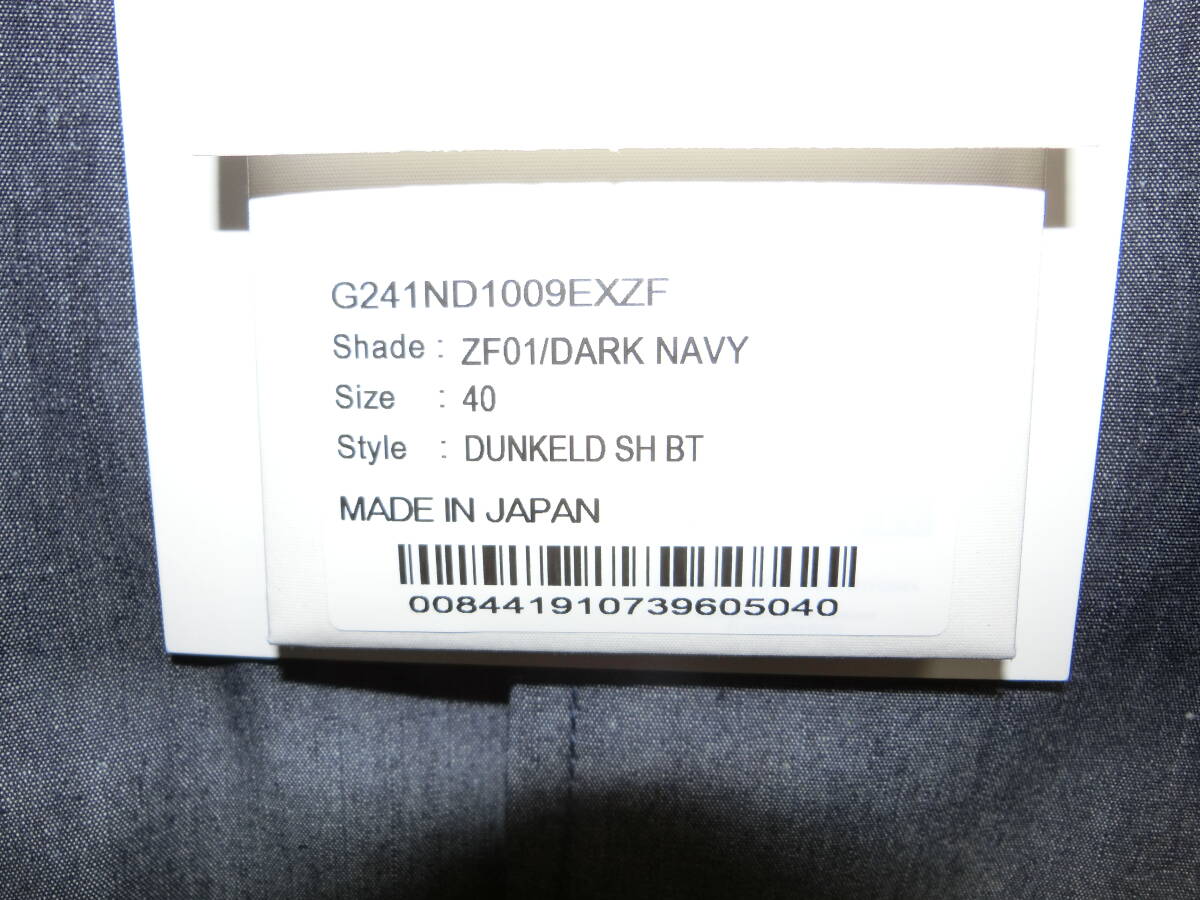 G241ND1009EXZF
Shade : ZF01/DARK NAVY
Size : 40
Style : DUNKELD SH BT
MADE IN JAPAN
008441910739605040